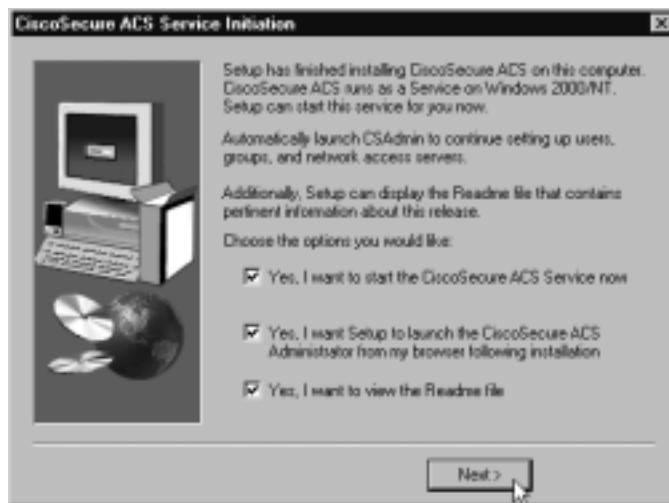 CiscoSecure ACS Service Initiation
Setup has finished installing CiscoSecure ACS on this computer.
CiscoSecure ACS runs as a Service on Windows 2000/NT.
Setup can start this service for you now.
Automatically launch CSAdmin to continue setting up users,
groups, and network access servers.
Additionally, Setup can display the Readme file that contains
pertinent information about this release.
Choose the options you would like:
Yes, I want to start the CiscoSecure ACS Service now
Yes, I want Setup to launch the CiscoSecure ACS
Administrator from my browser following installation
Yes, I want to view the Readme file
Next >